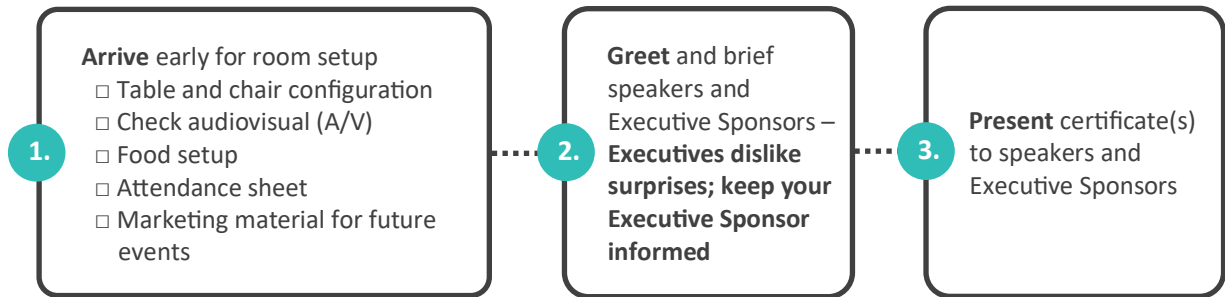 1.
Arrive early for room setup
□ Table and chair configuration
□ Check audiovisual (A/V)
□ Food setup
□ Attendance sheet
□ Marketing material for future
events
2.
Greet and brief
speakers and
Executive Sponsors –
Executives dislike
surprises; keep your
Executive Sponsor
informed
3.
Present certificate(s)
to speakers and
Executive Sponsors